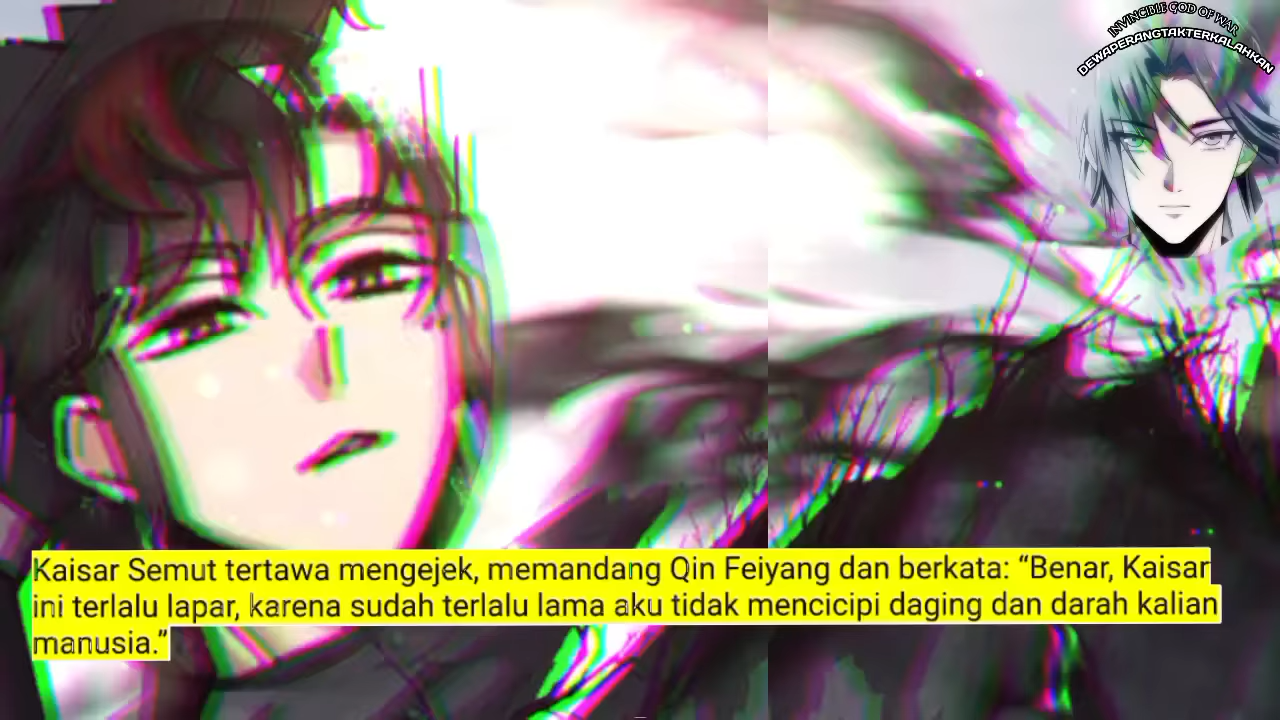 INVINCIBLE GOD OF WAR
DEWAPERANGTAKTERKALAHKAN
Kaisar Semut tertawa mengejek, memandang Qin Feiyang dan berkata: “Benar, Kaisar
ini terlalu lapar, karena sudah terlalu lama aku tidak mencicipi daging dan darah kalian
manusia.”